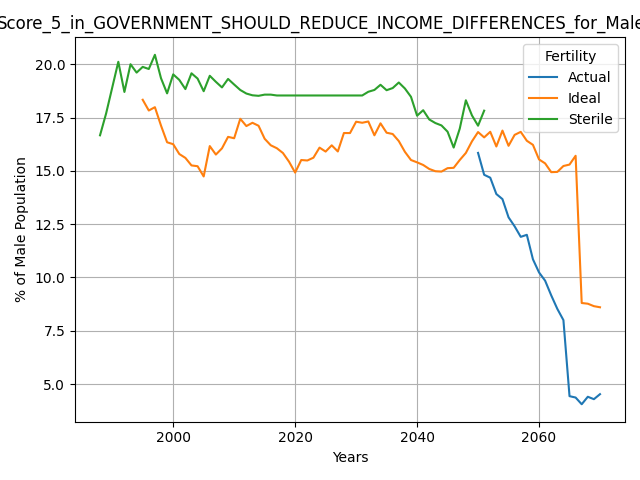 Score_5_in_GOVERNMENT_SHOULD_REDUCE_INCOME_DIFFERENCES_for_Male
Fertility
Actual
Ideal
Sterile
% of Male Population
20.0
17.5
15.0
12.5
10.0
7.5
5.0
2000 2020 2040 2060
Years